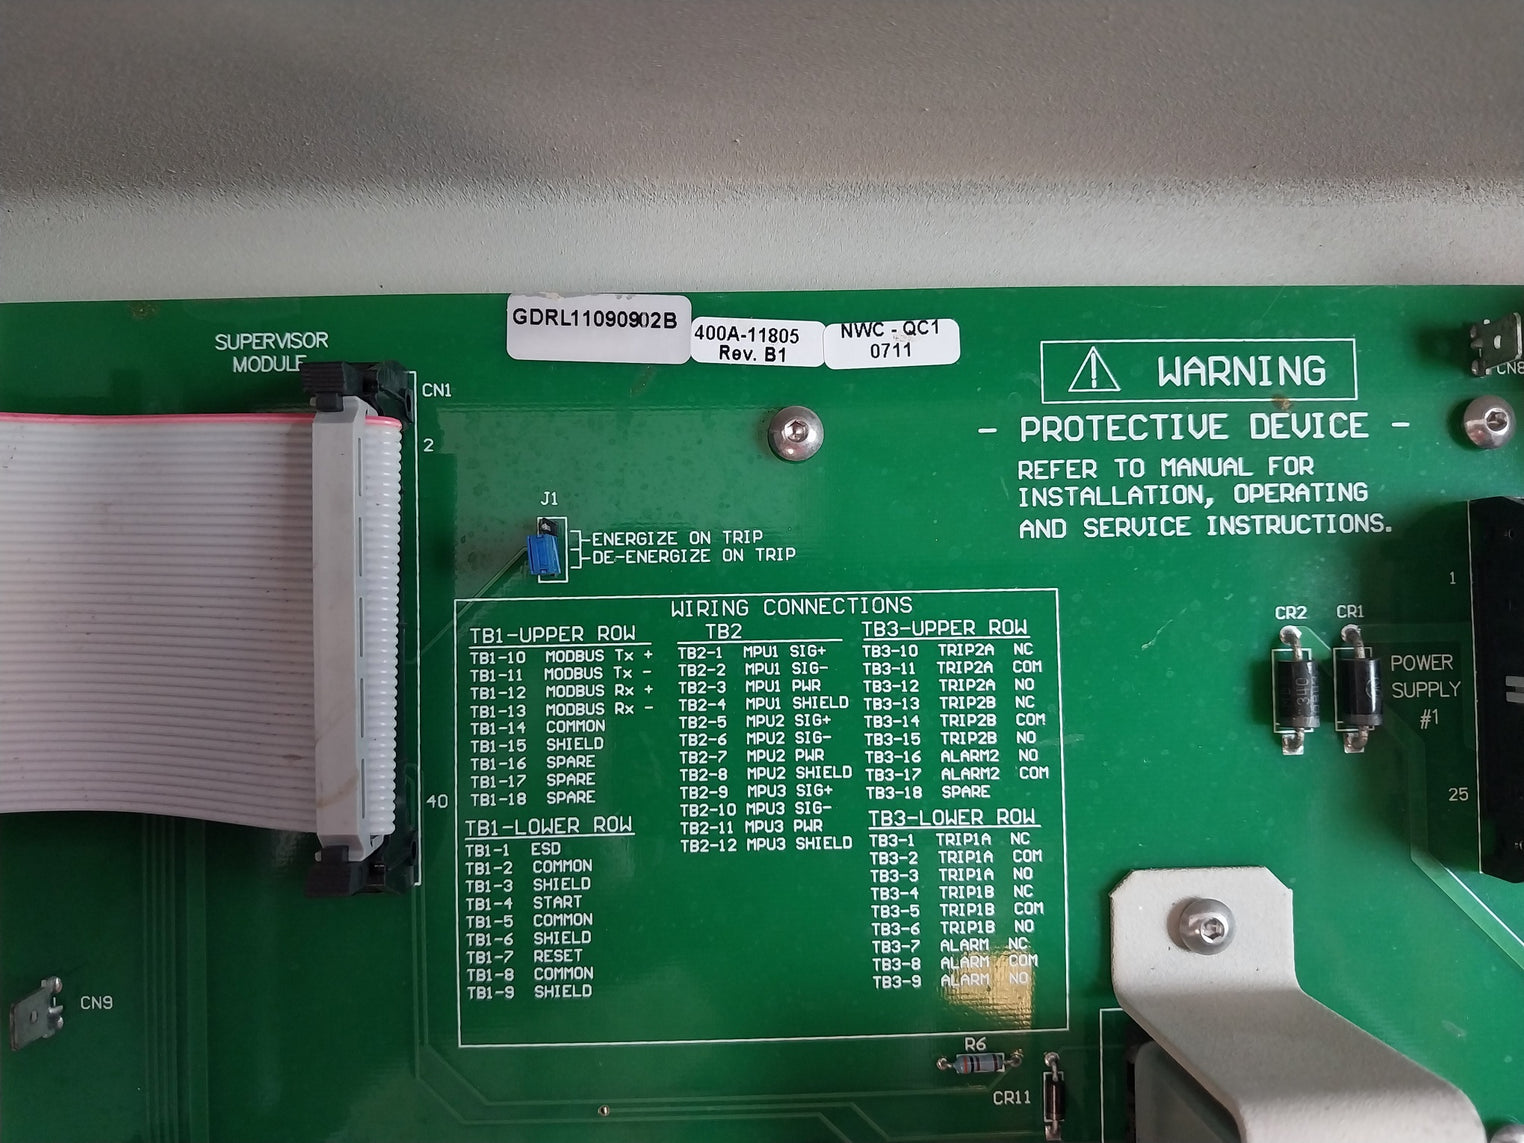 SUPERVISOR
MODULE
GDRL11090902B
400A-11805
Rev. B1
NWC - QC1
0711
CN1
2
40
J1
ENERGIZE ON TRIP
DE-ENERGIZE ON TRIP
WARNING
- PROTECTIVE DEVICE -
REFER TO MANUAL FOR
INSTALLATION, OPERATING
AND SERVICE INSTRUCTIONS.
CN8
WIRING CONNECTIONS
TB1-UPPER ROW
TB1-10 MODBUS Tx +
TB1-11 MODBUS Tx -
TB1-12 MODBUS Rx +
TB1-13 MODBUS Rx -
TB1-14 COMMON
TB1-15 SHIELD
TB1-16 SPARE
TB1-17 SPARE
TB1-18 SPARE
TB1-LOWER ROW
TB1-1 ESD
TB1-2 COMMON
TB1-3 SHIELD
TB1-4 START
TB1-5 COMMON
TB1-6 SHIELD
TB1-7 RESET
TB1-8 COMMON
TB1-9 SHIELD
TB2
TB2-1 MPU1 SIG+
TB2-2 MPU1 SIG-
TB2-3 MPU1 PWR
TB2-4 MPU1 SHIELD
TB2-5 MPU2 SIG+
TB2-6 MPU2 SIG-
TB2-7 MPU2 PWR
TB2-8 MPU2 SHIELD
TB2-9 MPU3 SIG+
TB2-10 MPU3 SIG-
TB2-11 MPU3 PWR
TB2-12 MPU3 SHIELD
TB3-UPPER ROW
TB3-10 TRIP2A NC
TB3-11 TRIP2A COM
TB3-12 TRIP2A NO
TB3-13 TRIP2B NC
TB3-14 TRIP2B COM
TB3-15 TRIP2B NO
TB3-16 ALARM2 NO
TB3-17 ALARM2 COM
TB3-18 SPARE
TB3-LOWER ROW
TB3-1 TRIP1A NC
TB3-2 TRIP1A COM
TB3-3 TRIP1A NO
TB3-4 TRIP1B NC
TB3-5 TRIP1B COM
TB3-6 TRIP1B NO
TB3-7 ALARM NC
TB3-8 ALARM COM
TB3-9 ALARM NO
CR2
CR1
1
POWER
SUPPLY
#1
25
CN9
R6
CR11